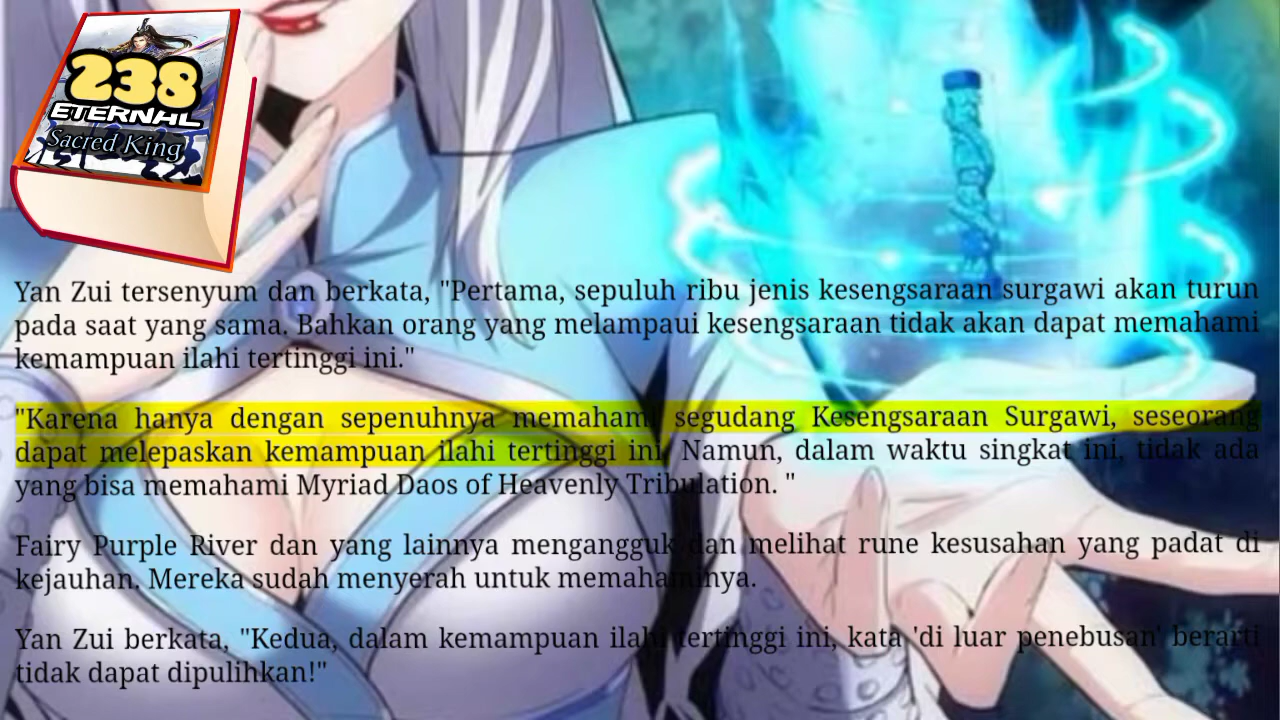 238
ETERNAL
Sacred King
Yan Zui tersenyum dan berkata, "Pertama, sepuluh ribu jenis kesengsaraan surgawi akan turun
pada saat yang sama. Bahkan orang yang melampaui kesengsaraan tidak akan dapat memahami
kemampuan ilahi tertinggi ini."
"Karena hanya dengan sepenuhnya memahami segudang Kesengsaraan Surgawi, seseorang
dapat melepaskan kemampuan ilahi tertinggi ini. Namun, dalam waktu singkat ini, tidak ada
yang bisa memahami Myriad Daos of Heavenly Tribulation. "
Fairy Purple River dan yang lainnya mengangguk dan melihat rune kesusahan yang padat di
kejauhan. Mereka sudah menyerah untuk memahaminya.
Yan Zui berkata, "Kedua, dalam kemampuan ilahi tertinggi ini, kata 'di luar penebusan' berarti
tidak dapat dipulihkan!"